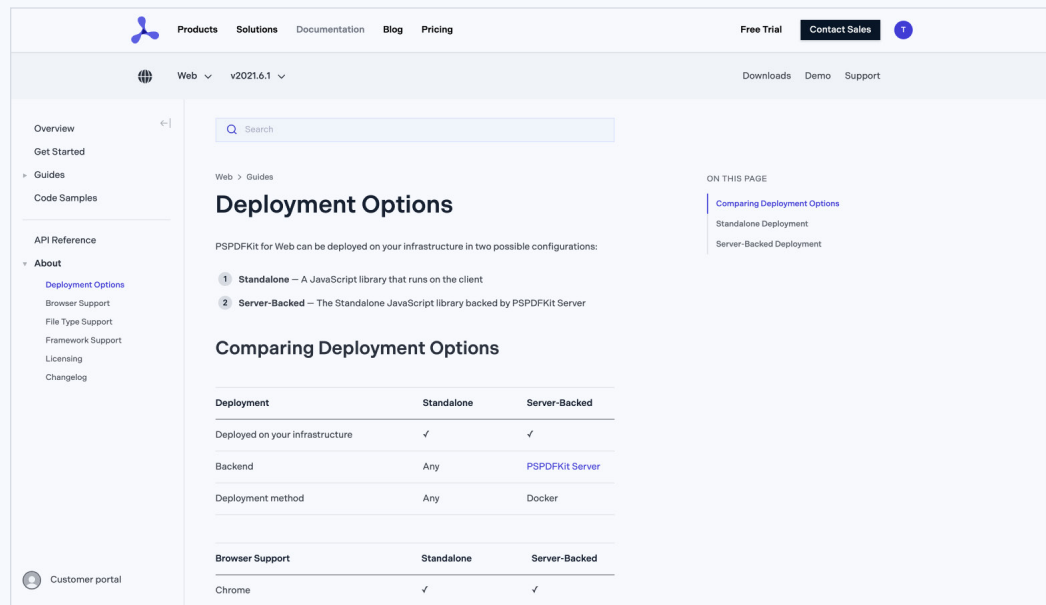 Products Solutions Documentation Blog Pricing Free Trial Contact Sales T
Web v2021.6.1 Downloads Demo Support
Overview
Get Started
Guides
Code Samples
API Reference
About
Deployment Options
Browser Support
File Type Support
Framework Support
Licensing
Changelog
Customer portal
Search
Web > Guides
Deployment Options
PSPDFKit for Web can be deployed on your infrastructure in two possible configurations:
1 Standalone — A JavaScript library that runs on the client
2 Server-Backed — The Standalone JavaScript library backed by PSPDFKit Server
Comparing Deployment Options
Deployment Standalone Server-Backed
Deployed on your infrastructure ✓ ✓
Backend Any PSPDFKit Server
Deployment method Any Docker
Browser Support Standalone Server-Backed
Chrome ✓ ✓
ON THIS PAGE
Comparing Deployment Options
Standalone Deployment
Server-Backed Deployment